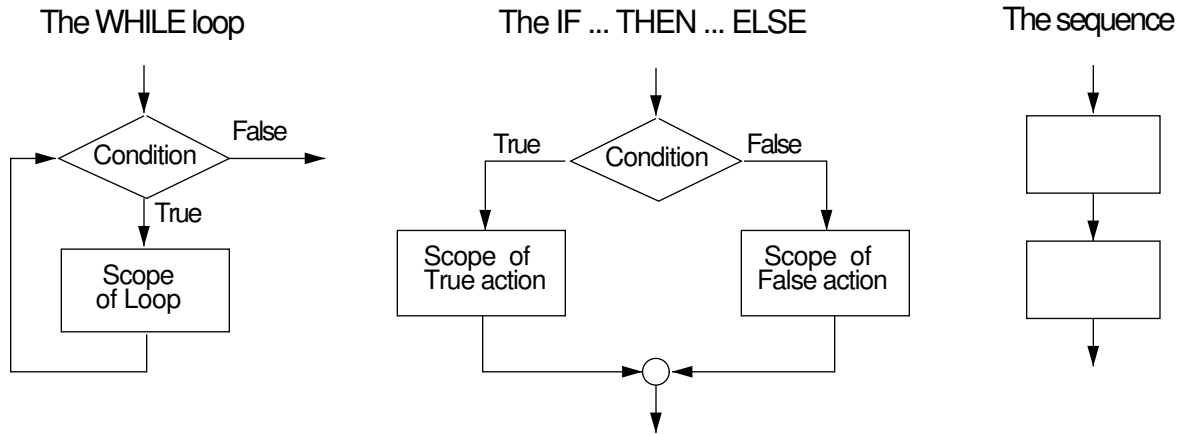 The WHILE loop
The IF ... THEN ... ELSE
The sequence
Condition
False
True
Scope
of Loop
True
Condition
False
Scope of
True action
Scope of
False action